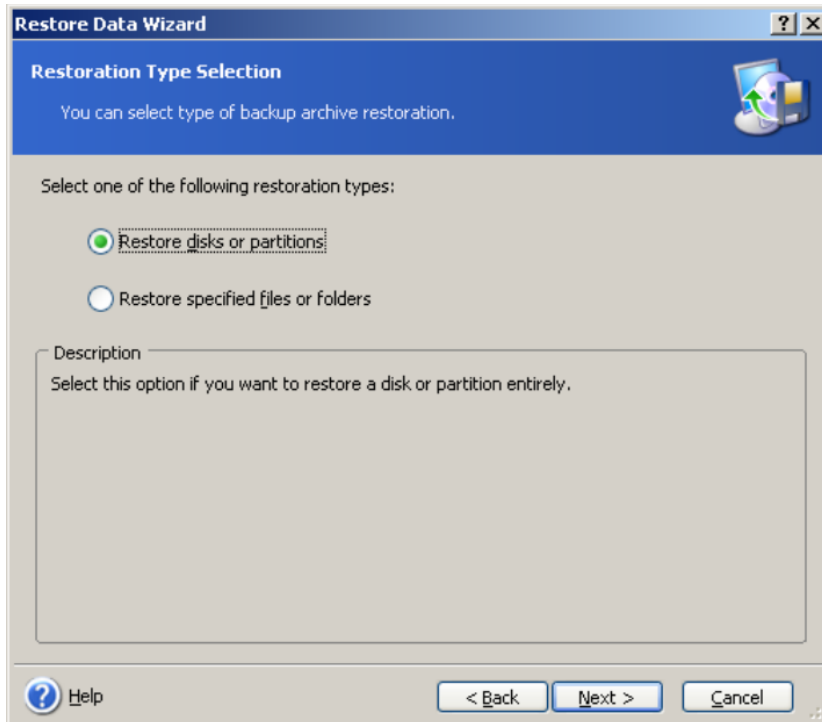 Restore Data Wizard
Restoration Type Selection
You can select type of backup archive restoration.
Select one of the following restoration types:
Restore disks or partitions
Restore specified files or folders
Description
Select this option if you want to restore a disk or partition entirely.
Help
< Back
Next >
Cancel